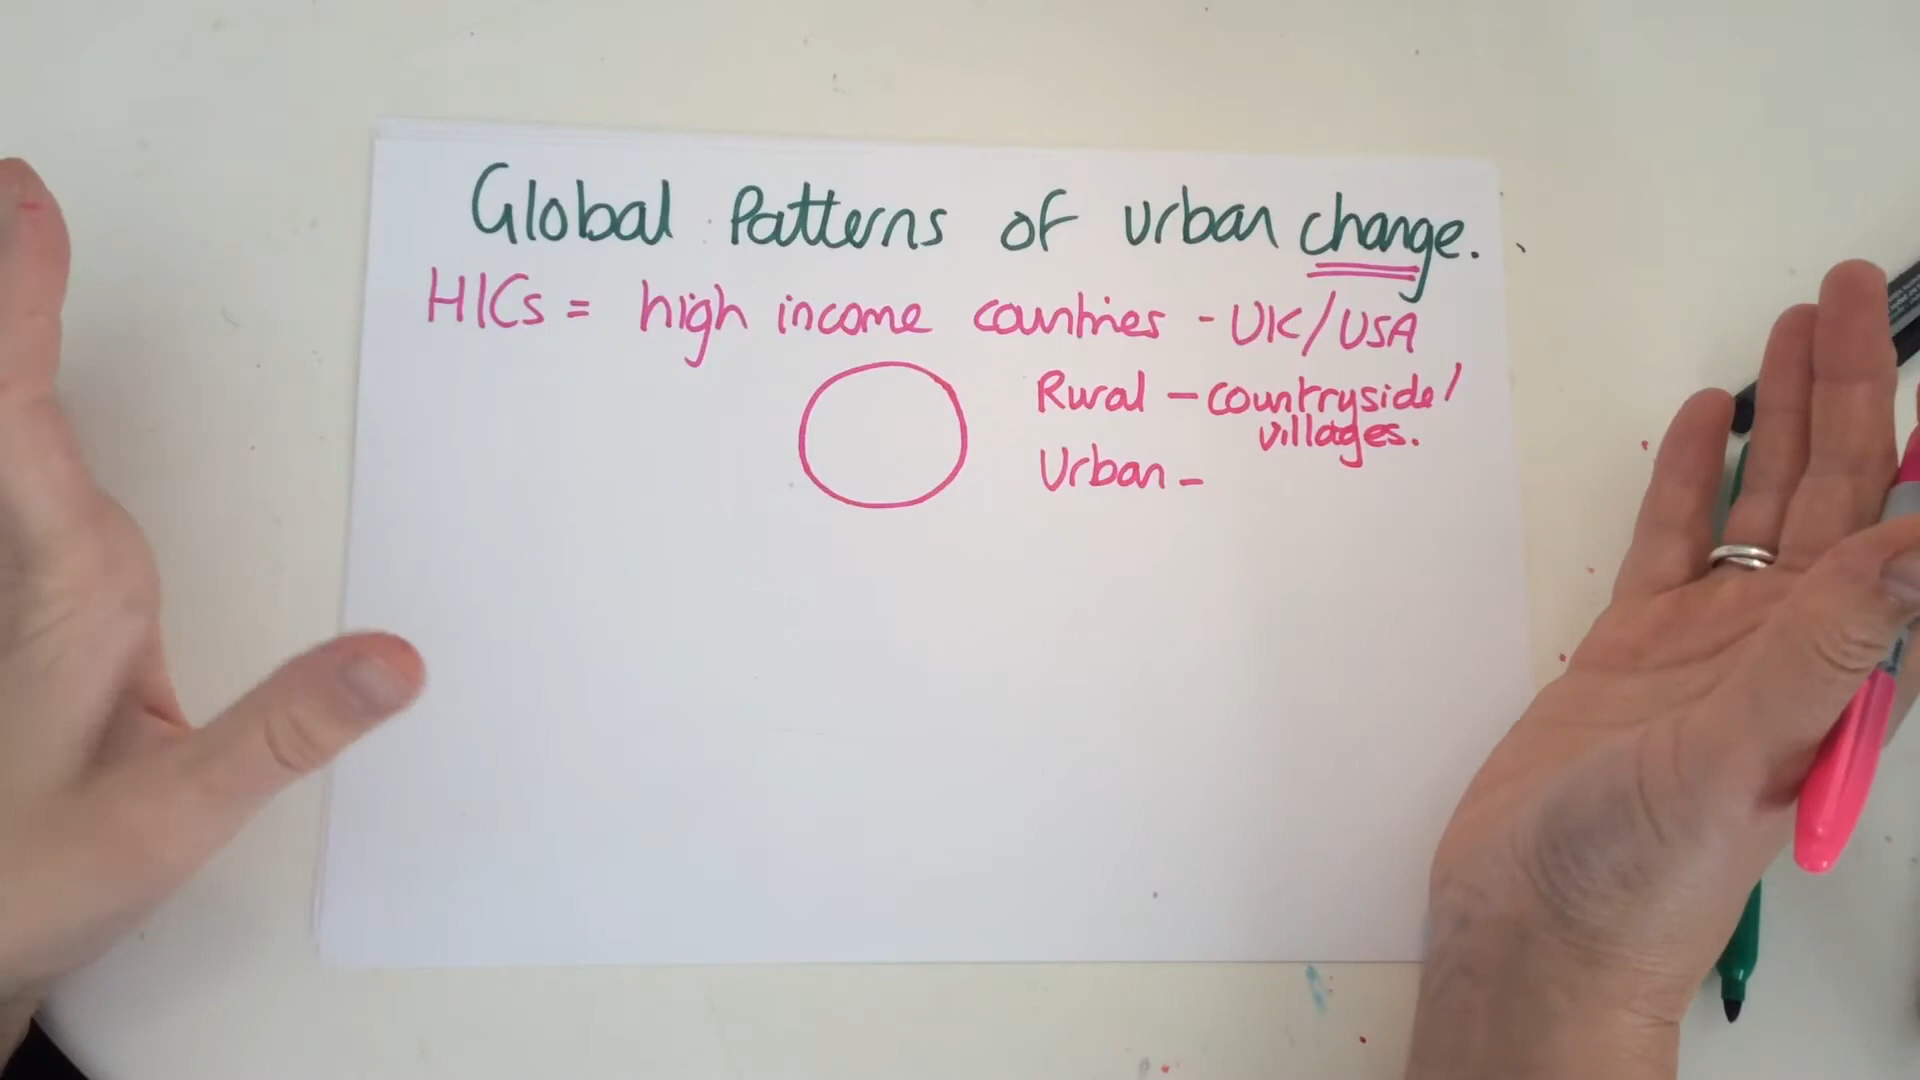 Global Patterns of urban change.
HICs = high income countries - UK/USA
Rural - countryside/
villages.
Urban -